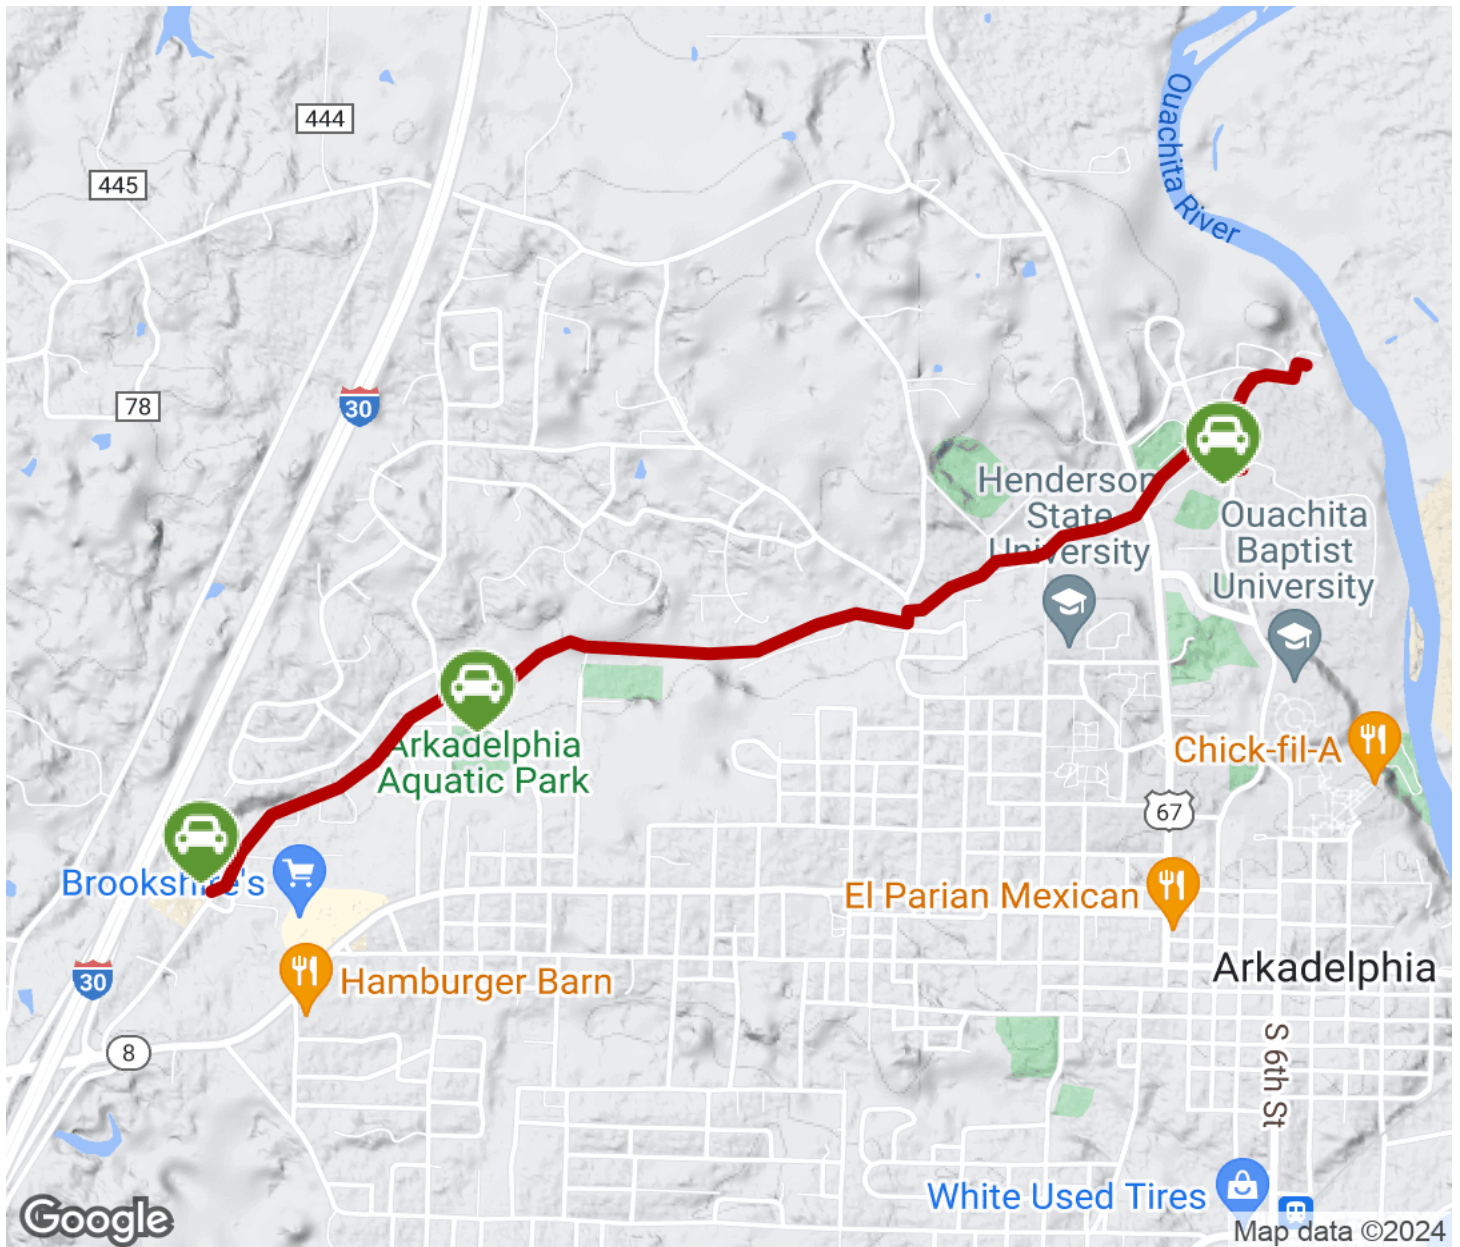 444
Ouachita River
445
30
78
Henderson
State
University
Ouachita
Baptist
University
Arkadelphia
Aquatic Park
Chick-fil-A
67
Brookshire's
El Parian Mexican
Arkadelphia
30
Hamburger Barn
8
S 6th St
White Used Tires
Google
Map data ©2024